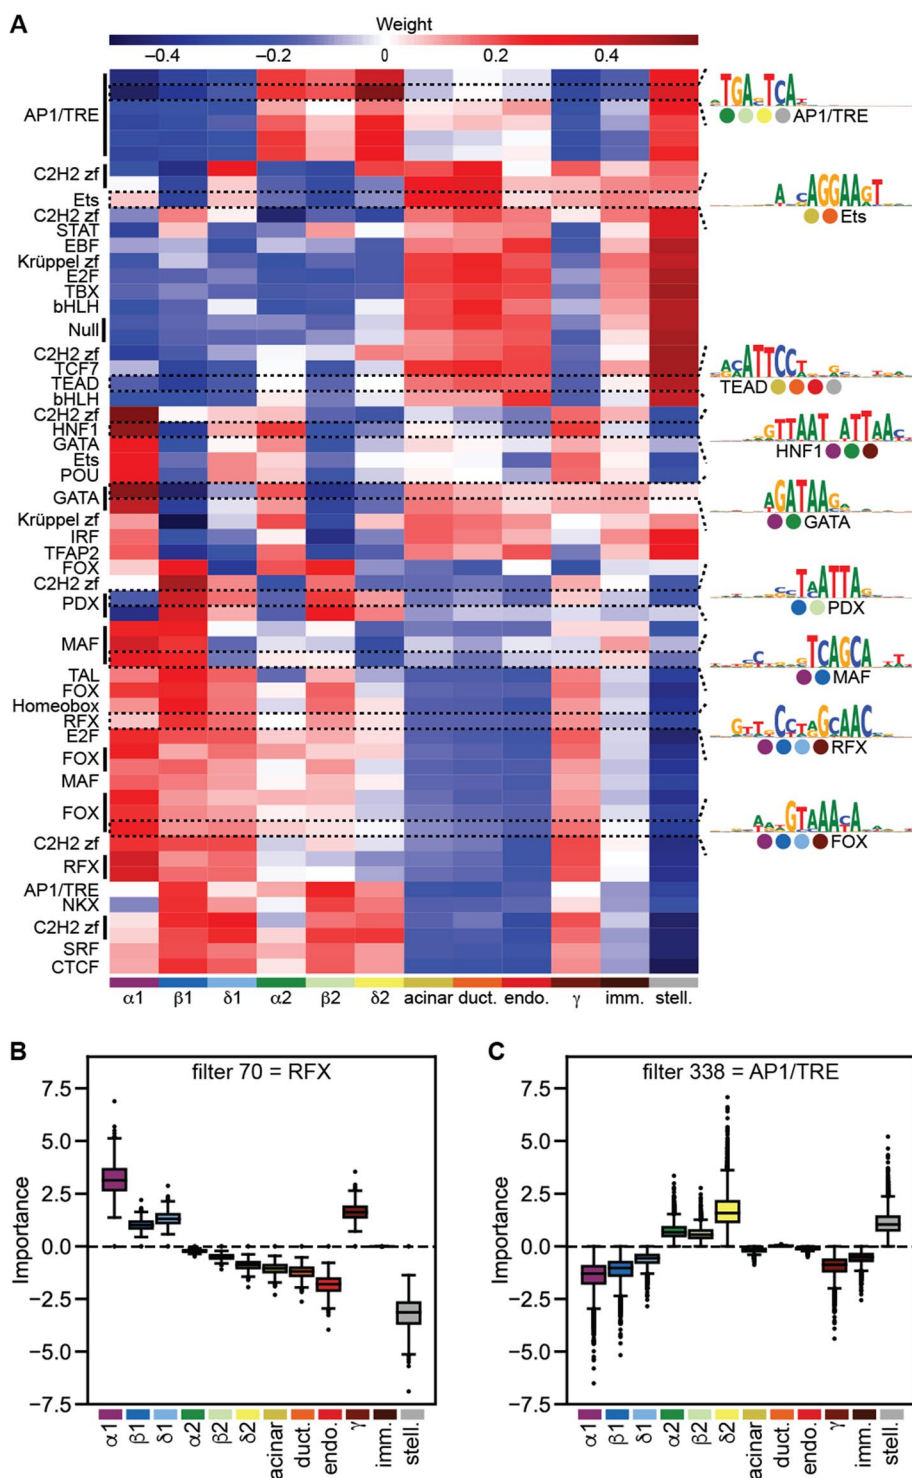 A
Weight
−0.4
−0.2
0
0.2
0.4
AP1/TRE
C2H2 zf
Ets
C2H2 zf
STAT
EBF
Krüppel zf
E2F
TBX
bHLH
Null
C2H2 zf
TCF7
TEAD
bHLH
C2H2 zf
HNF1
GATA
Ets
POU
GATA
Krüppel zf
IRF
TFAP2
FOX
C2H2 zf
PDX
MAF
TAL
FOX
Homeobox
RFX
E2F
FOX
MAF
FOX
C2H2 zf
RFX
AP1/TRE
NKX
C2H2 zf
SRF
CTCF
α1 β1 δ1 α2 β2 δ2 acinar duct. endo. γ imm. stell.
TGA TCA
AP1/TRE
A CAGGAAGT
Ets
ACATTCCT
TEAD
GTTAAT ATTAAC
HNF1
AGATAAG
GATA
TAATTAG
PDX
TCAGCA
MAF
GTTGCCTAGCAAC
RFX
GTAAACA
FOX
B
filter 70 = RFX
Importance
7.5
5.0
2.5
0.0
−2.5
−5.0
−7.5
α1 β1 δ1 α2 β2 δ2 acinar duct. endo. γ imm. stell.
C
filter 338 = AP1/TRE
Importance
7.5
5.0
2.5
0.0
−2.5
−5.0
−7.5
α1 β1 δ1 α2 β2 δ2 acinar duct. endo. γ imm. stell.